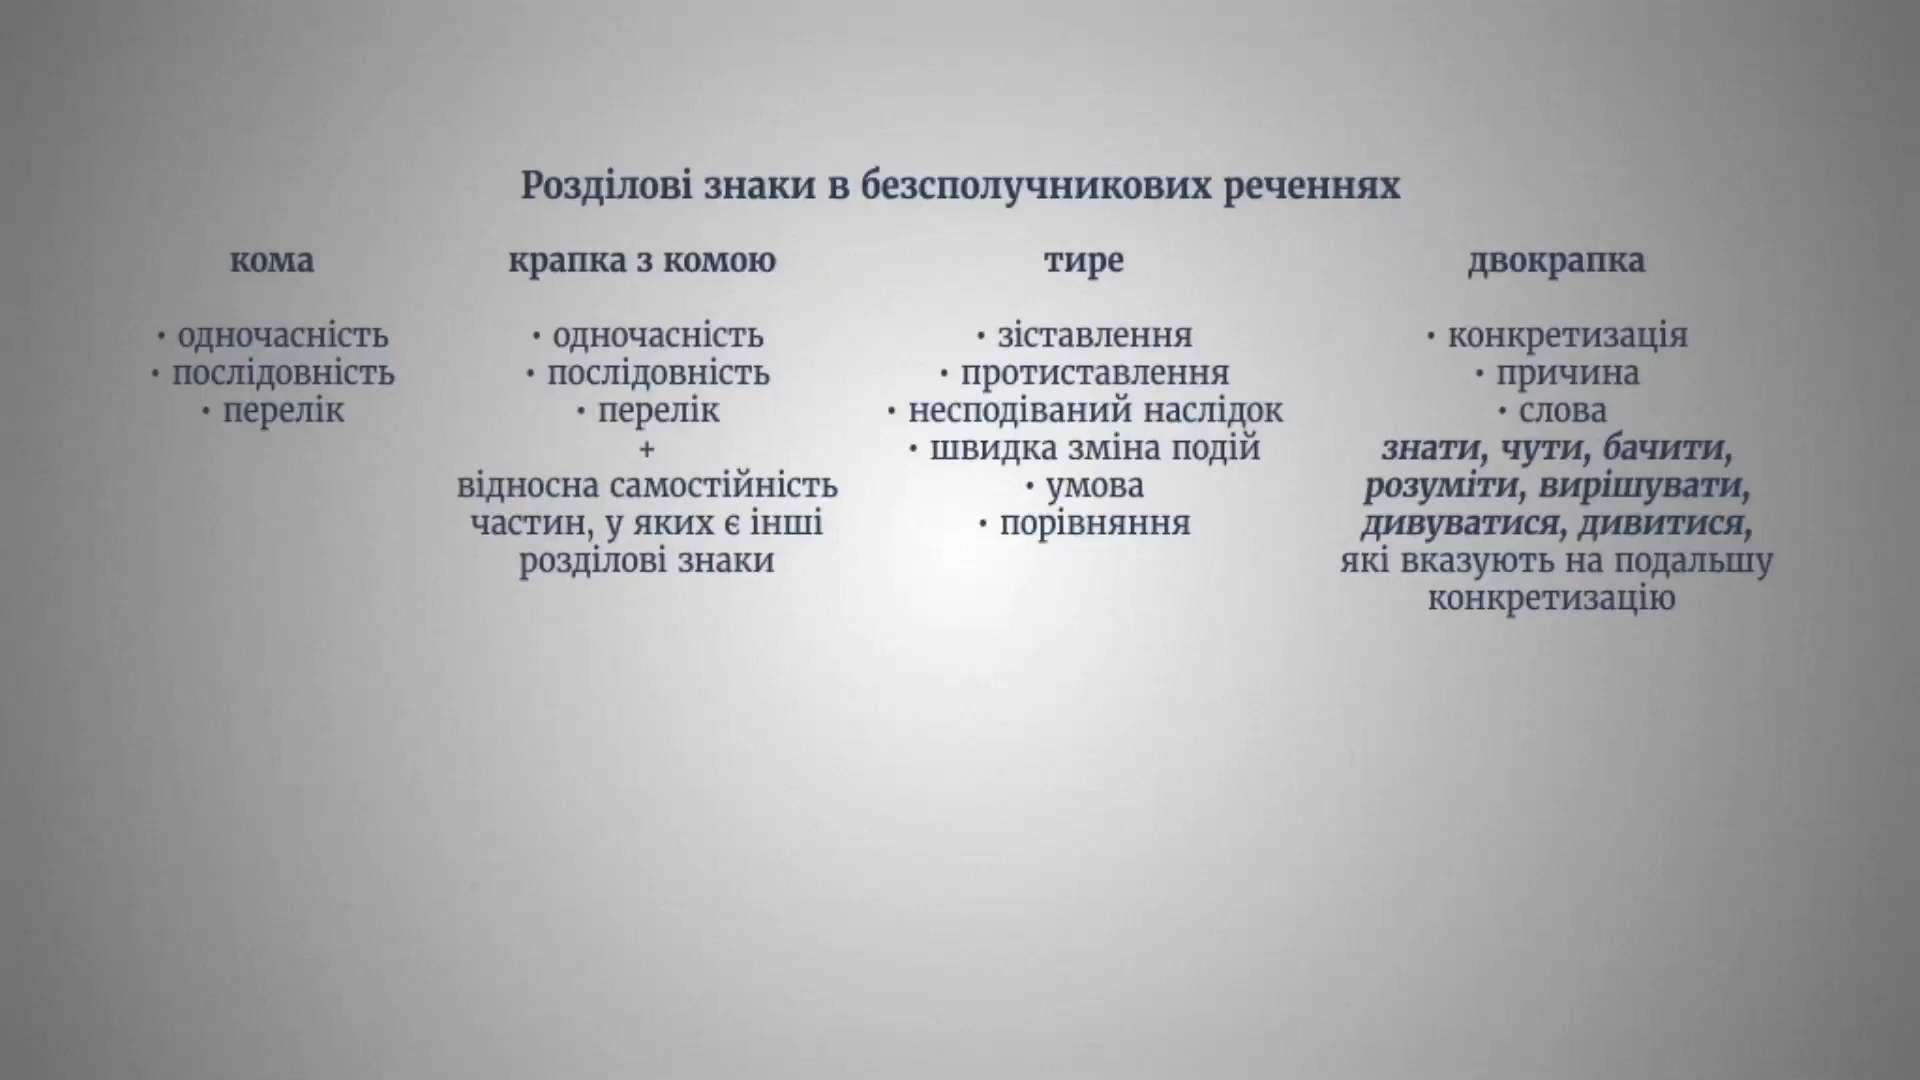 Розділові знаки в безсполучникових реченнях
кома
• одночасність
• послідовність
• перелік
крапка з комою
• одночасність
• послідовність
• перелік
+
відносна самостійність
частин, у яких є інші
розділові знаки
тире
• зіставлення
• протиставлення
• несподіваний наслідок
• швидка зміна подій
• умова
• порівняння
двокрапка
• конкретизація
• причина
• слова
знати, чути, бачити,
розуміти, вирішувати,
дивуватися, дивитися,
які вказують на подальшу
конкретизацію